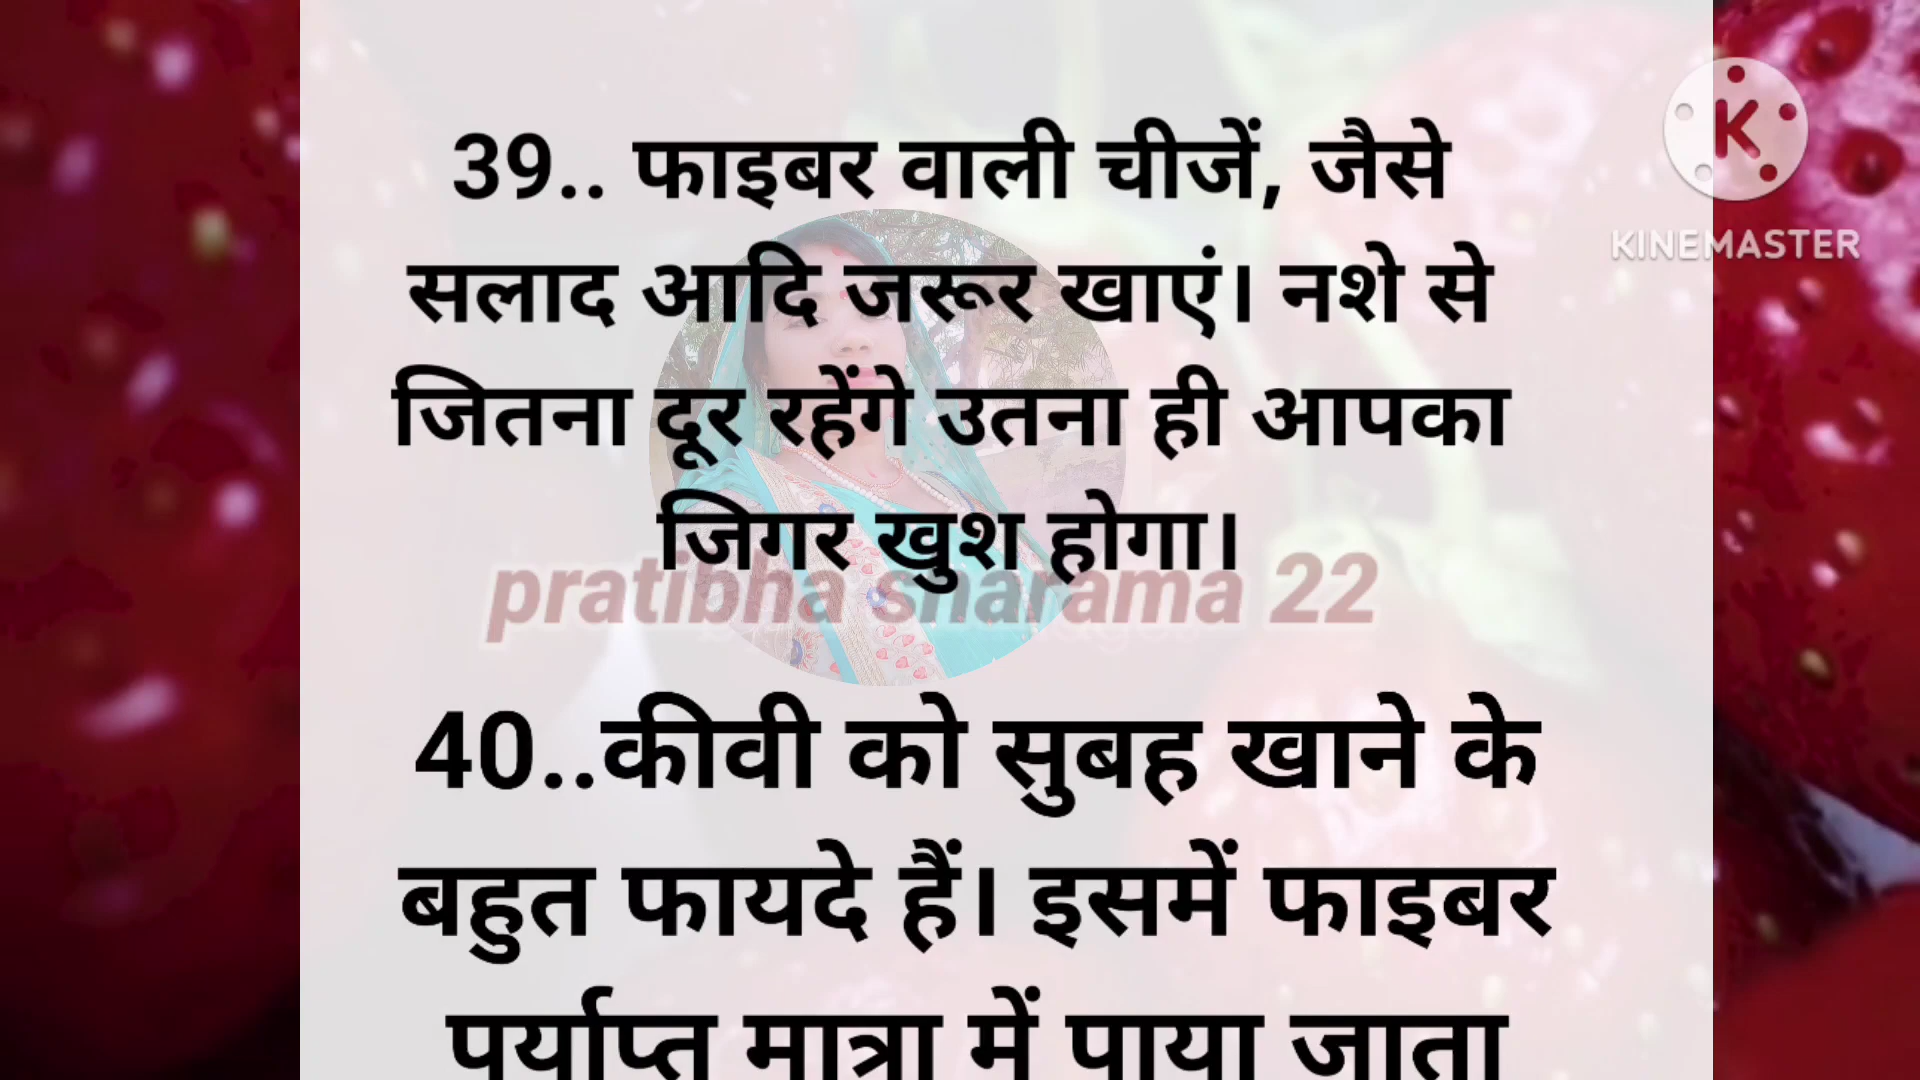 39.. फाइबर वाली चीजें, जैसे
सलाद आदि जरूर खाएं। नशे से
जितना दूर रहेंगे उतना ही आपका
जिगर खुश होगा।
pratibha sharama 22
40..कीवी को सुबह खाने के
बहुत फायदे हैं। इसमें फाइबर
पर्याप्त मात्रा में पाया जाता
K
KINEMASTER